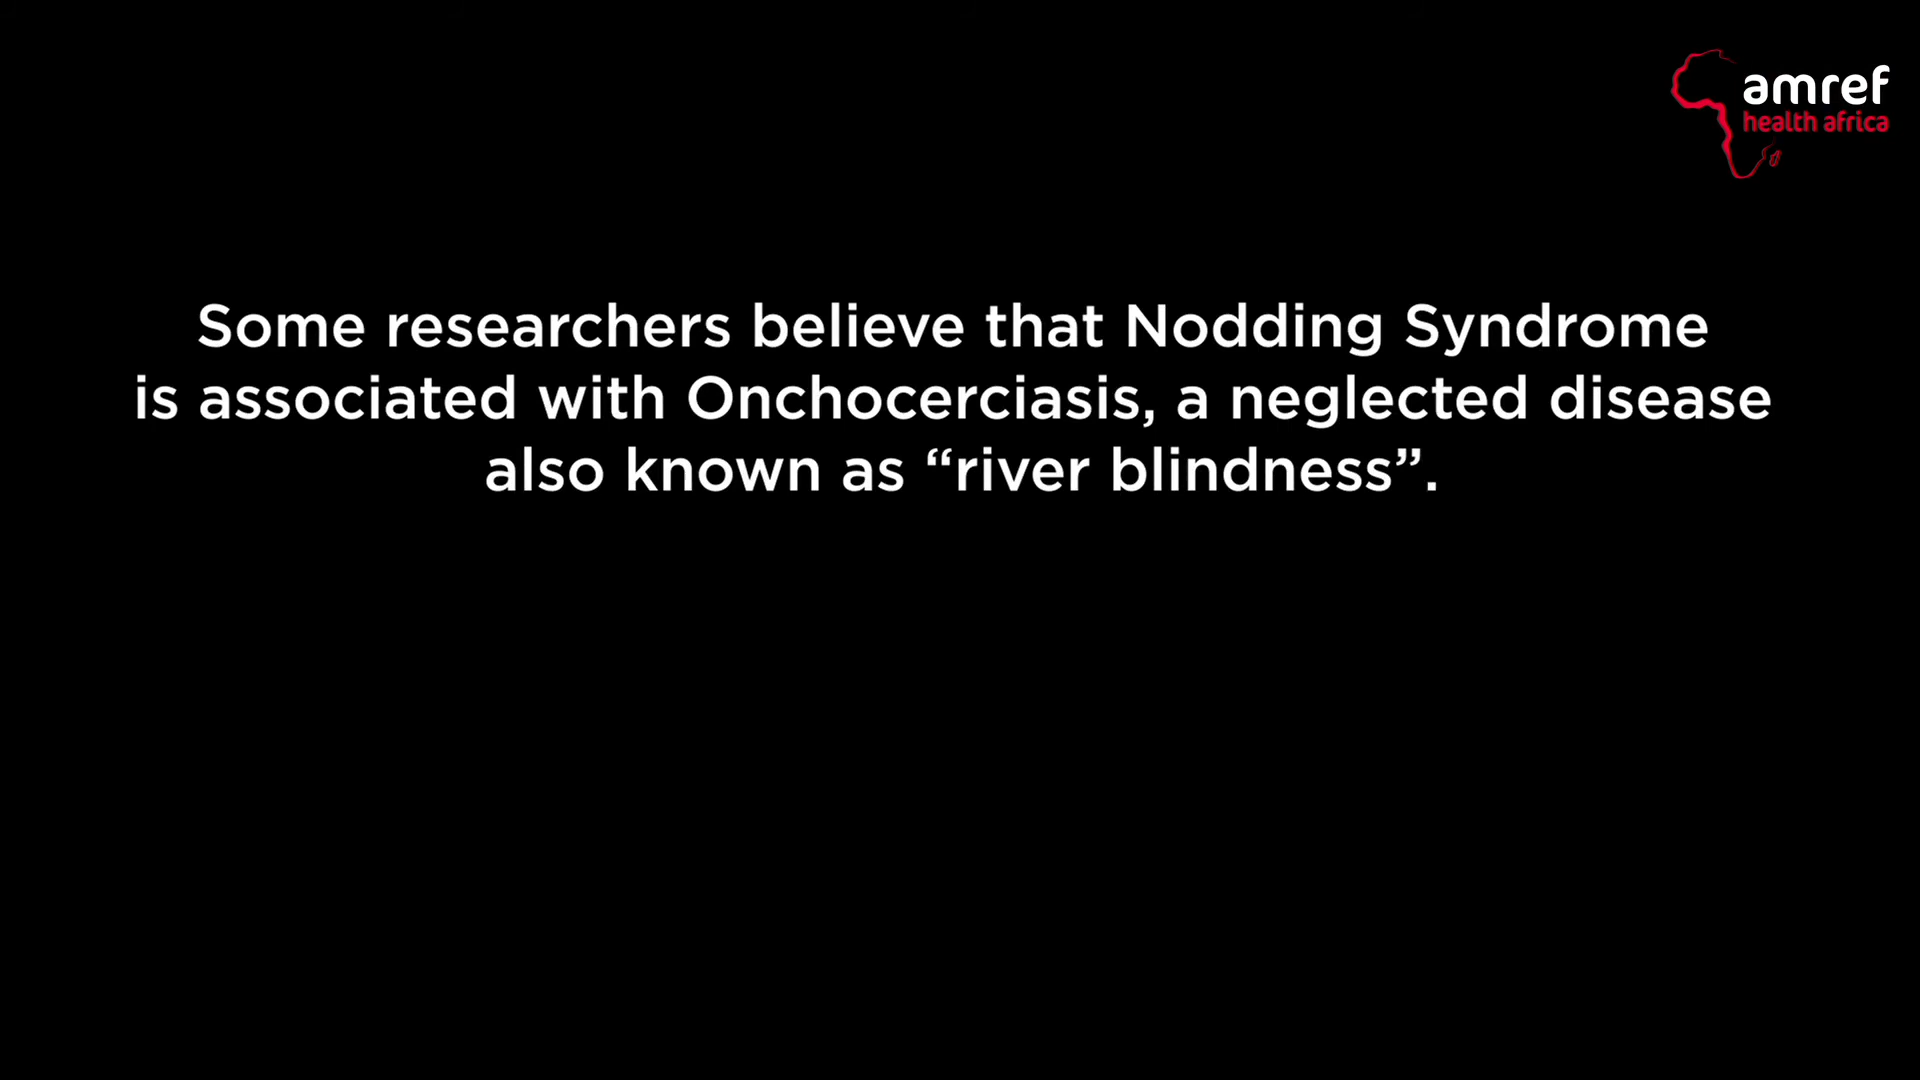 amref
health africa
Some researchers believe that Nodding Syndrome
is associated with Onchocerciasis, a neglected disease
also known as “river blindness”.